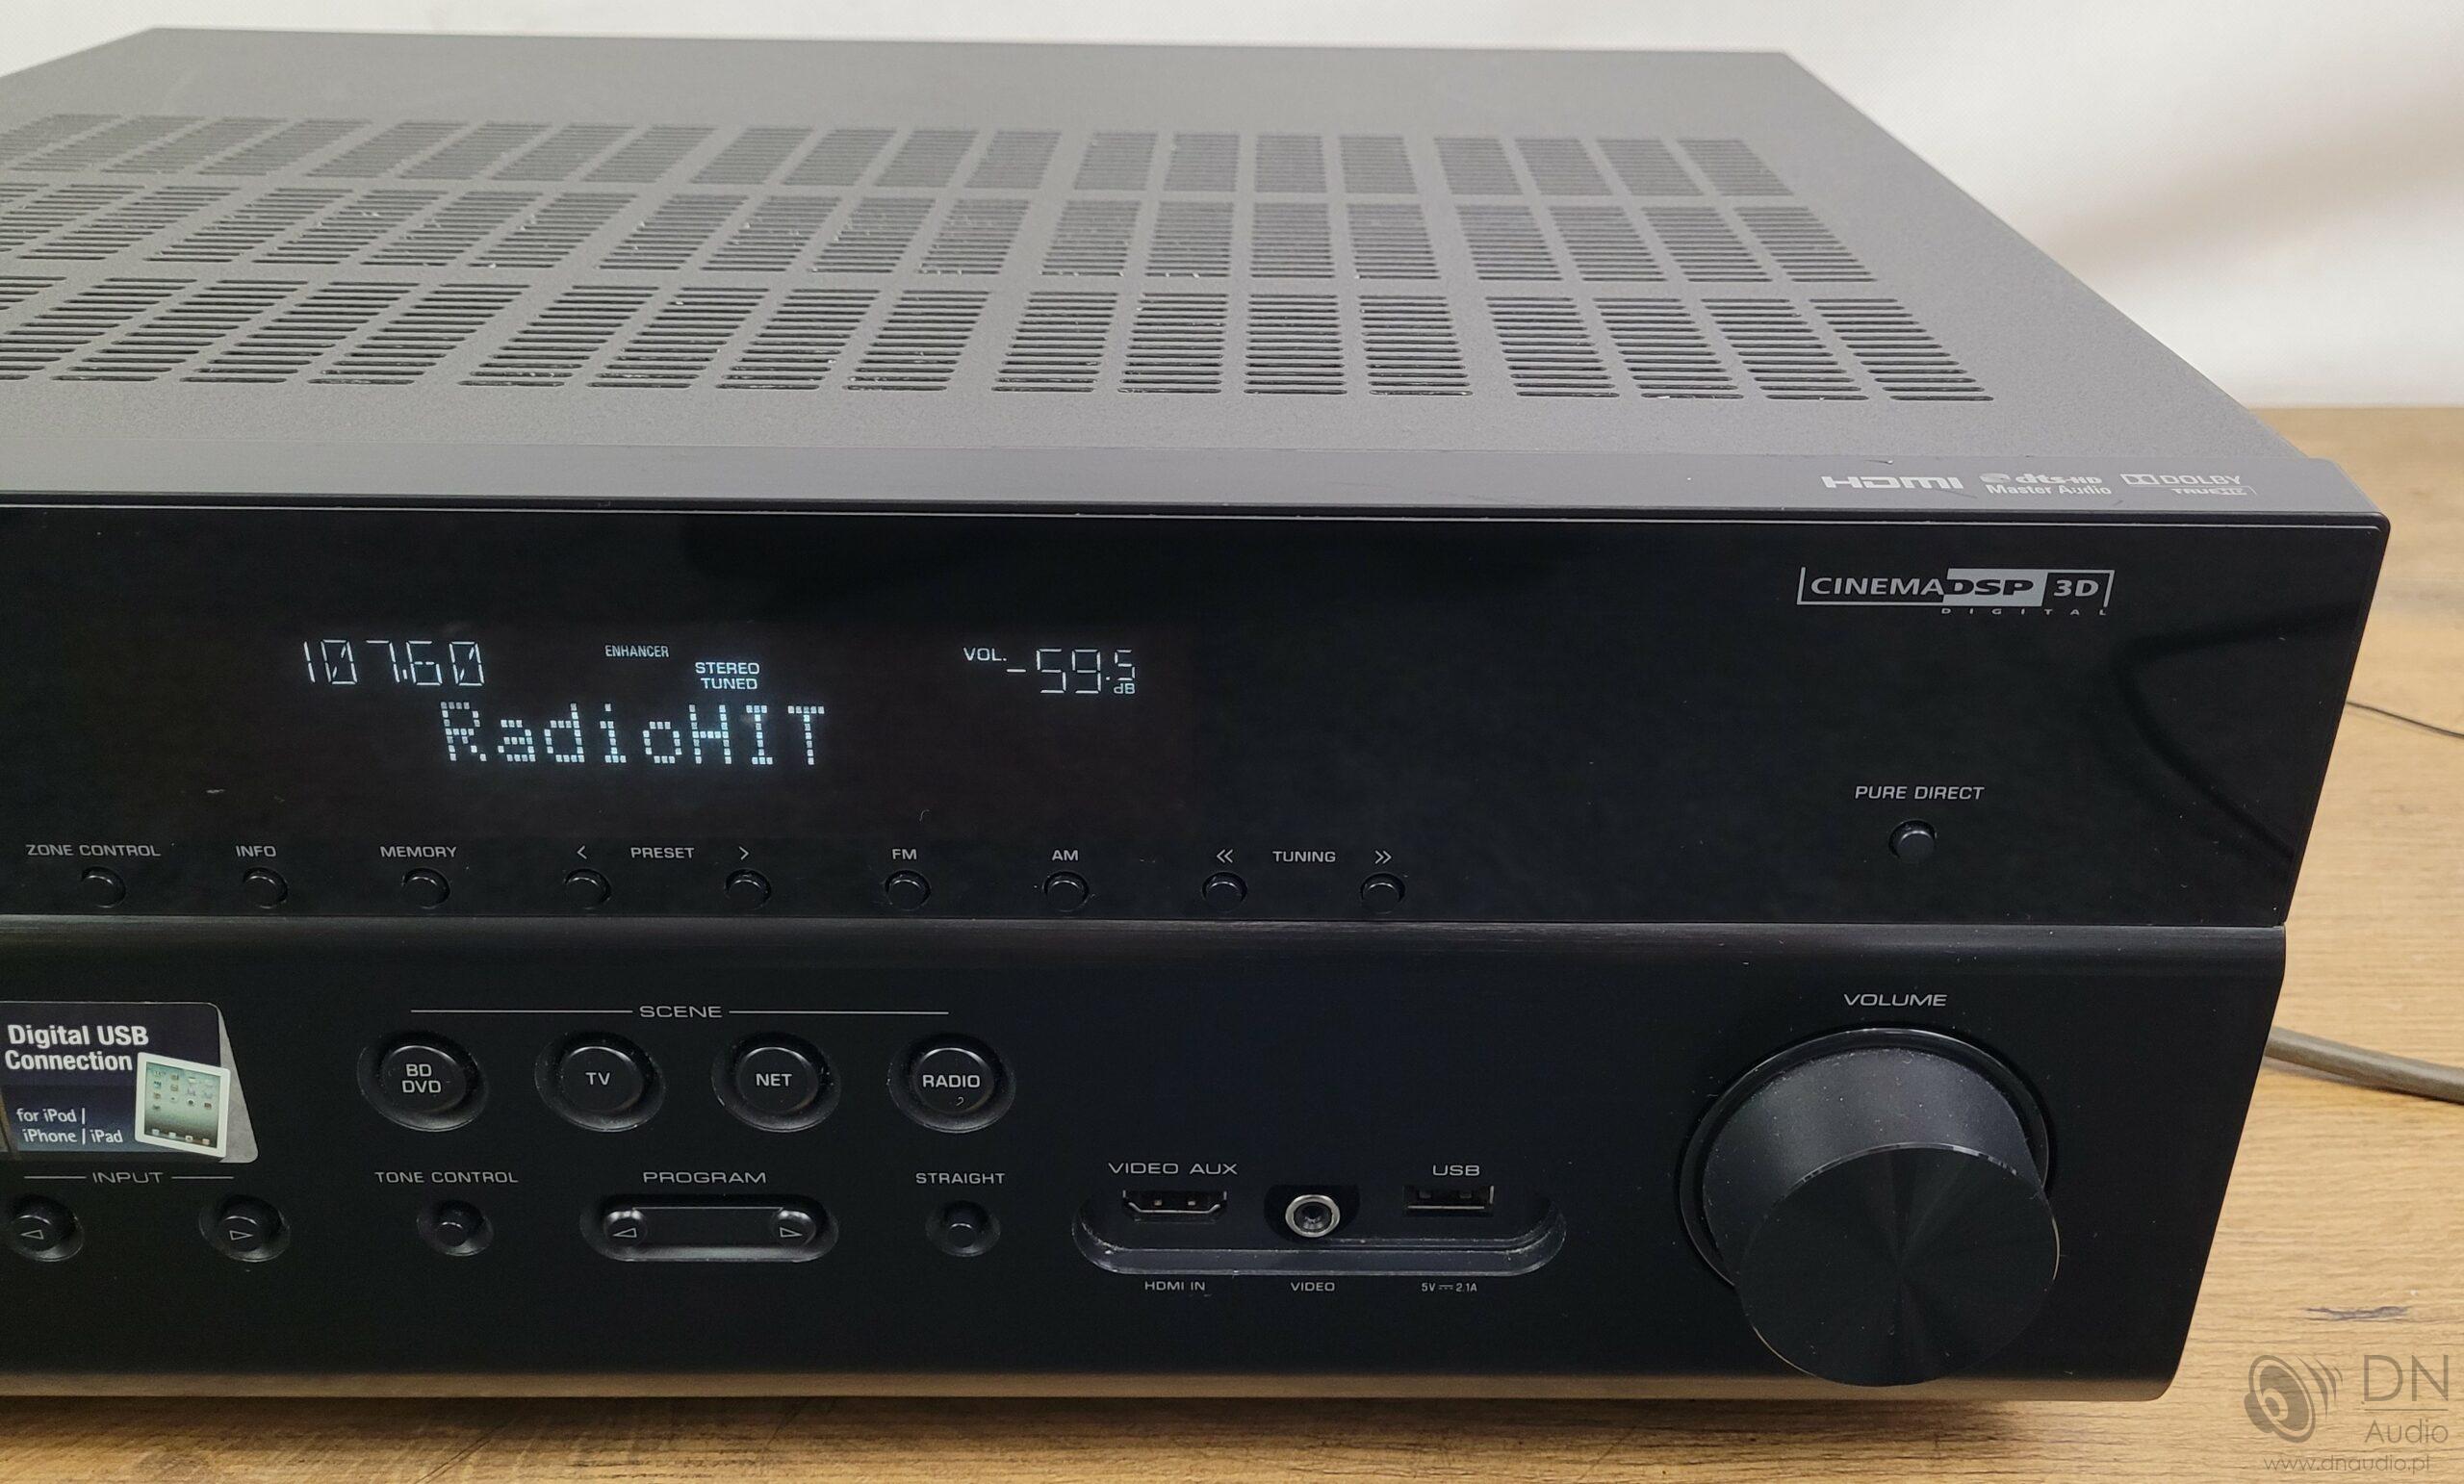 HDMI dts-HD Master Audio DOLBY TRUEHD
CINEMA DSP 3D
DIGITAL
107.60 ENHANCER STEREO TUNED VOL. -59.5 dB
RadioHIT
PURE DIRECT
ZONE CONTROL INFO MEMORY < PRESET > FM AM << TUNING >>
VOLUME
SCENE
BD DVD TV NET RADIO
Digital USB
Connection
for iPod /
iPhone / iPad
INPUT TONE CONTROL PROGRAM STRAIGHT
VIDEO AUX USB
HDMI IN VIDEO 5V 2.1A
DN
Audio
www.dnaudio.pl